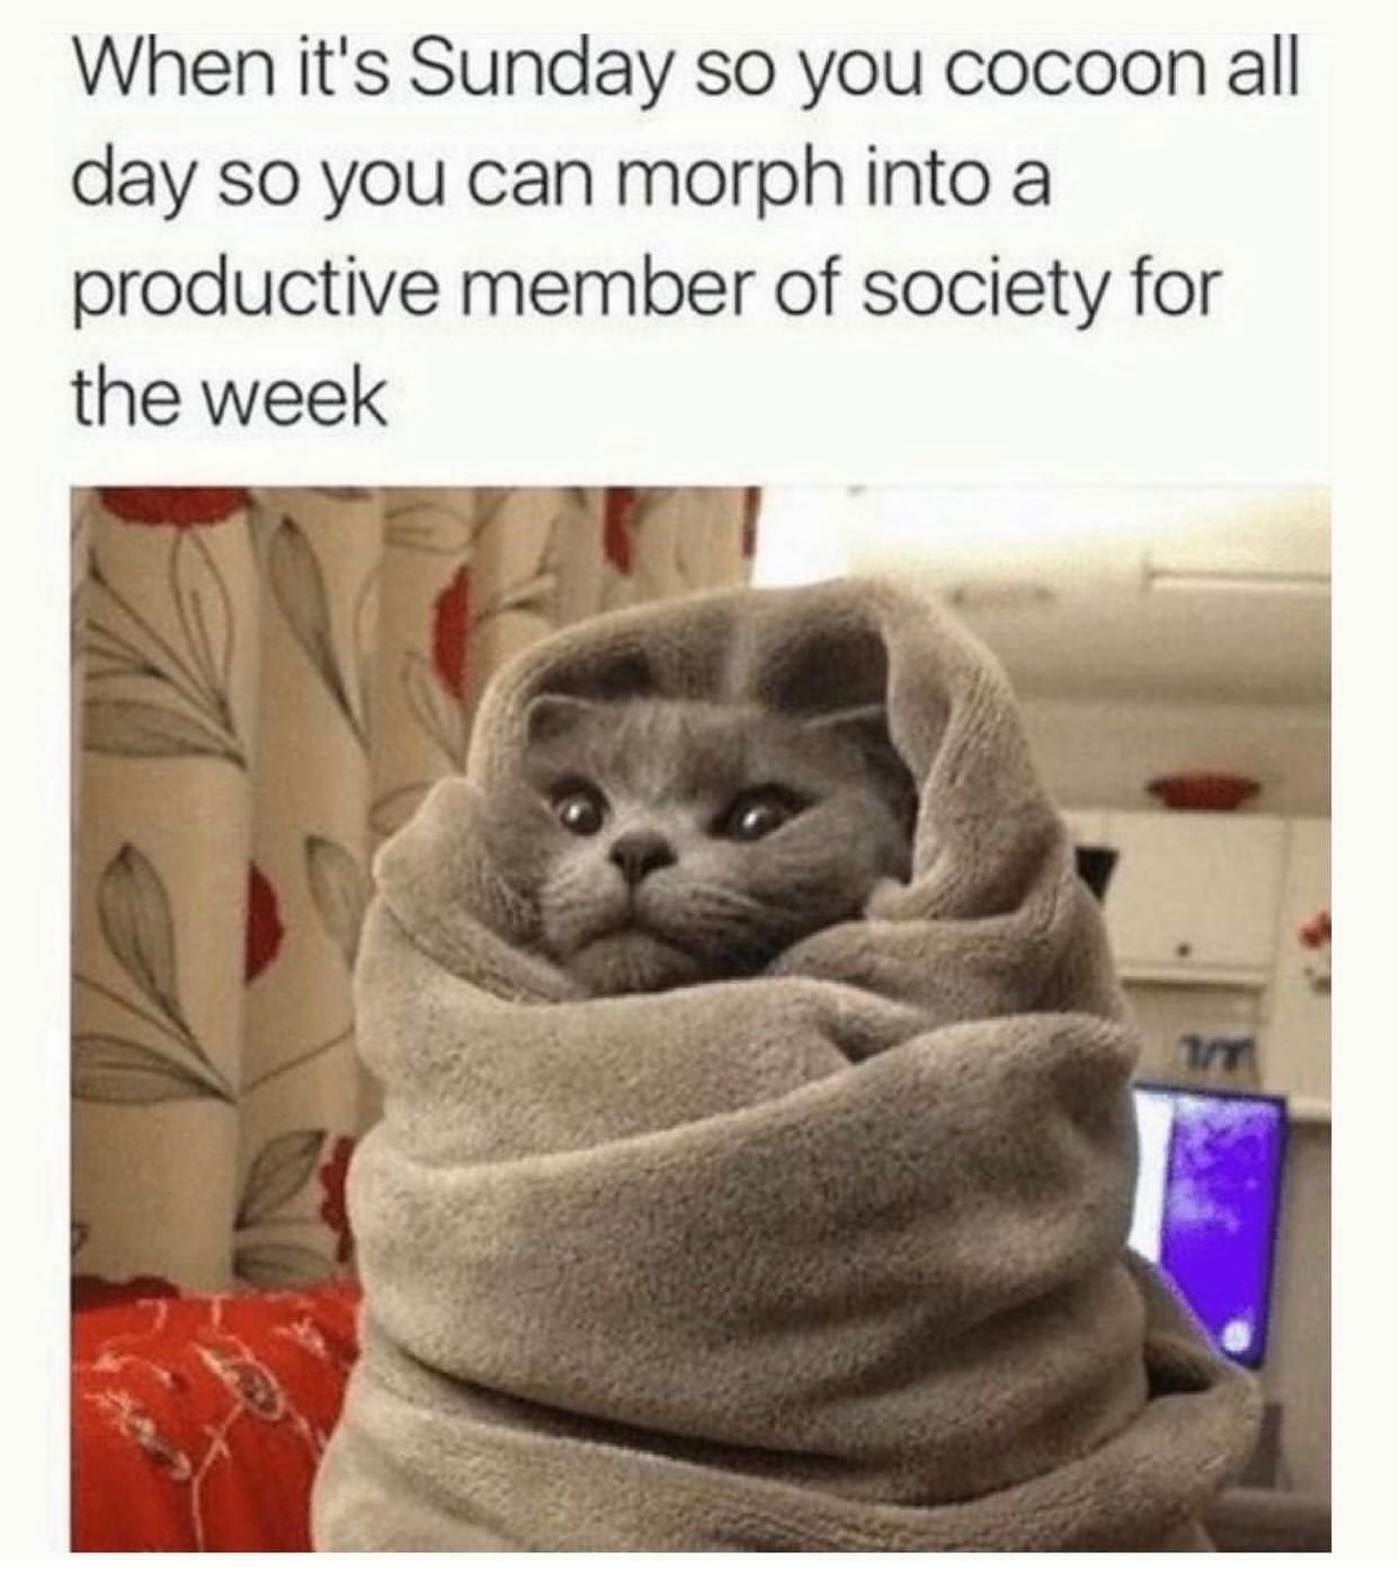 When it's Sunday so you cocoon all
day so you can morph into a
productive member of society for
the week